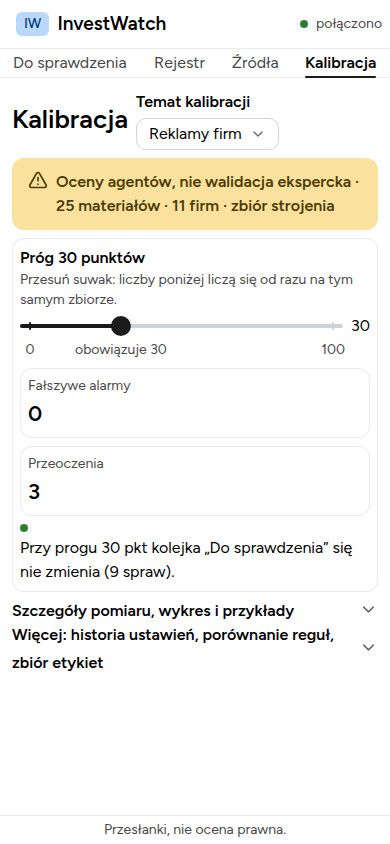 IW InvestWatch połączono
Do sprawdzenia Rejestr Źródła Kalibracja
Kalibracja
Temat kalibracji
Reklamy firm
Oceny agentów, nie walidacja ekspercka ·
25 materiałów · 11 firm · zbiór strojenia
Próg 30 punktów
Przesuń suwak: liczby poniżej liczą się od razu na tym
samym zbiorze.
30
0 obowiązuje 30 100
Fałszywe alarmy
0
Przeoczenia
3
Przy progu 30 pkt kolejka „Do sprawdzenia” się
nie zmienia (9 spraw).
Szczegóły pomiaru, wykres i przykłady
Więcej: historia ustawień, porównanie reguł,
zbiór etykiet
Przesłanki, nie ocena prawna.